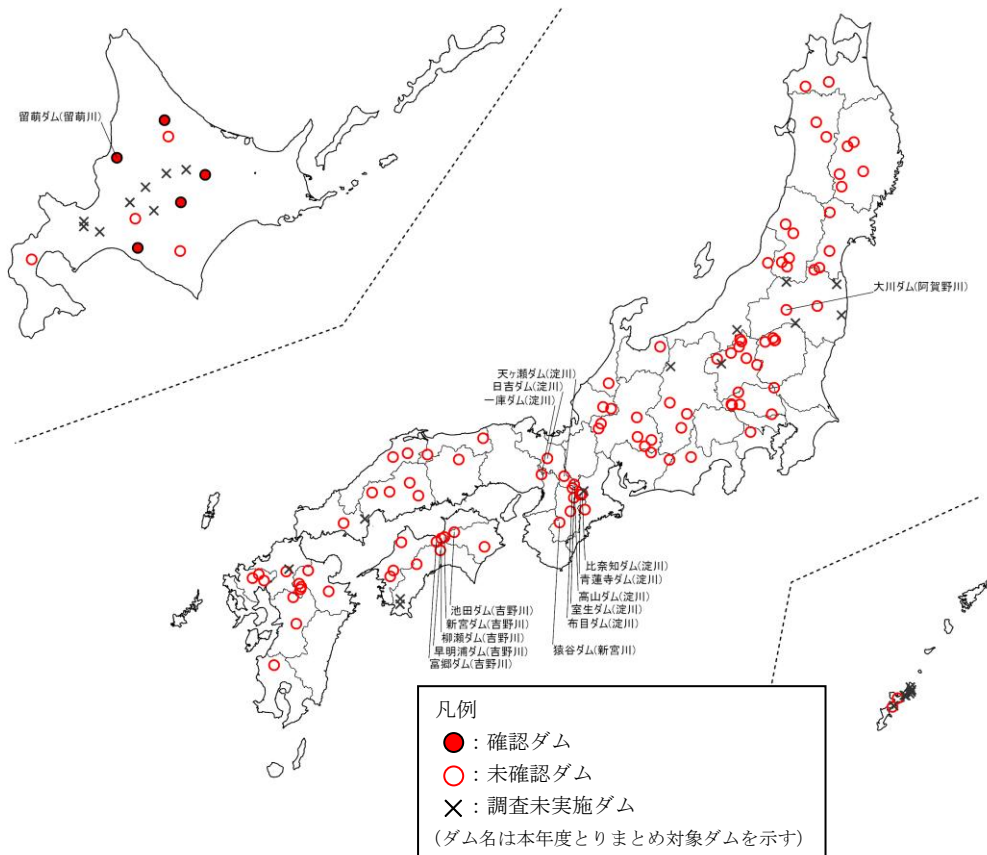 留萌ダム(留萌川)
大川ダム(阿賀野川)
天ヶ瀬ダム(淀川)
日吉ダム(淀川)
一庫ダム(淀川)
比奈知ダム(淀川)
青蓮寺ダム(淀川)
高山ダム(淀川)
室生ダム(淀川)
布目ダム(淀川)
猿谷ダム(新宮川)
池田ダム(吉野川)
新宮ダム(吉野川)
柳瀬ダム(吉野川)
早明浦ダム(吉野川)
富郷ダム(吉野川)
凡例
:確認ダム
:未確認ダム
:調査未実施ダム
(ダム名は本年度とりまとめ対象ダムを示す)